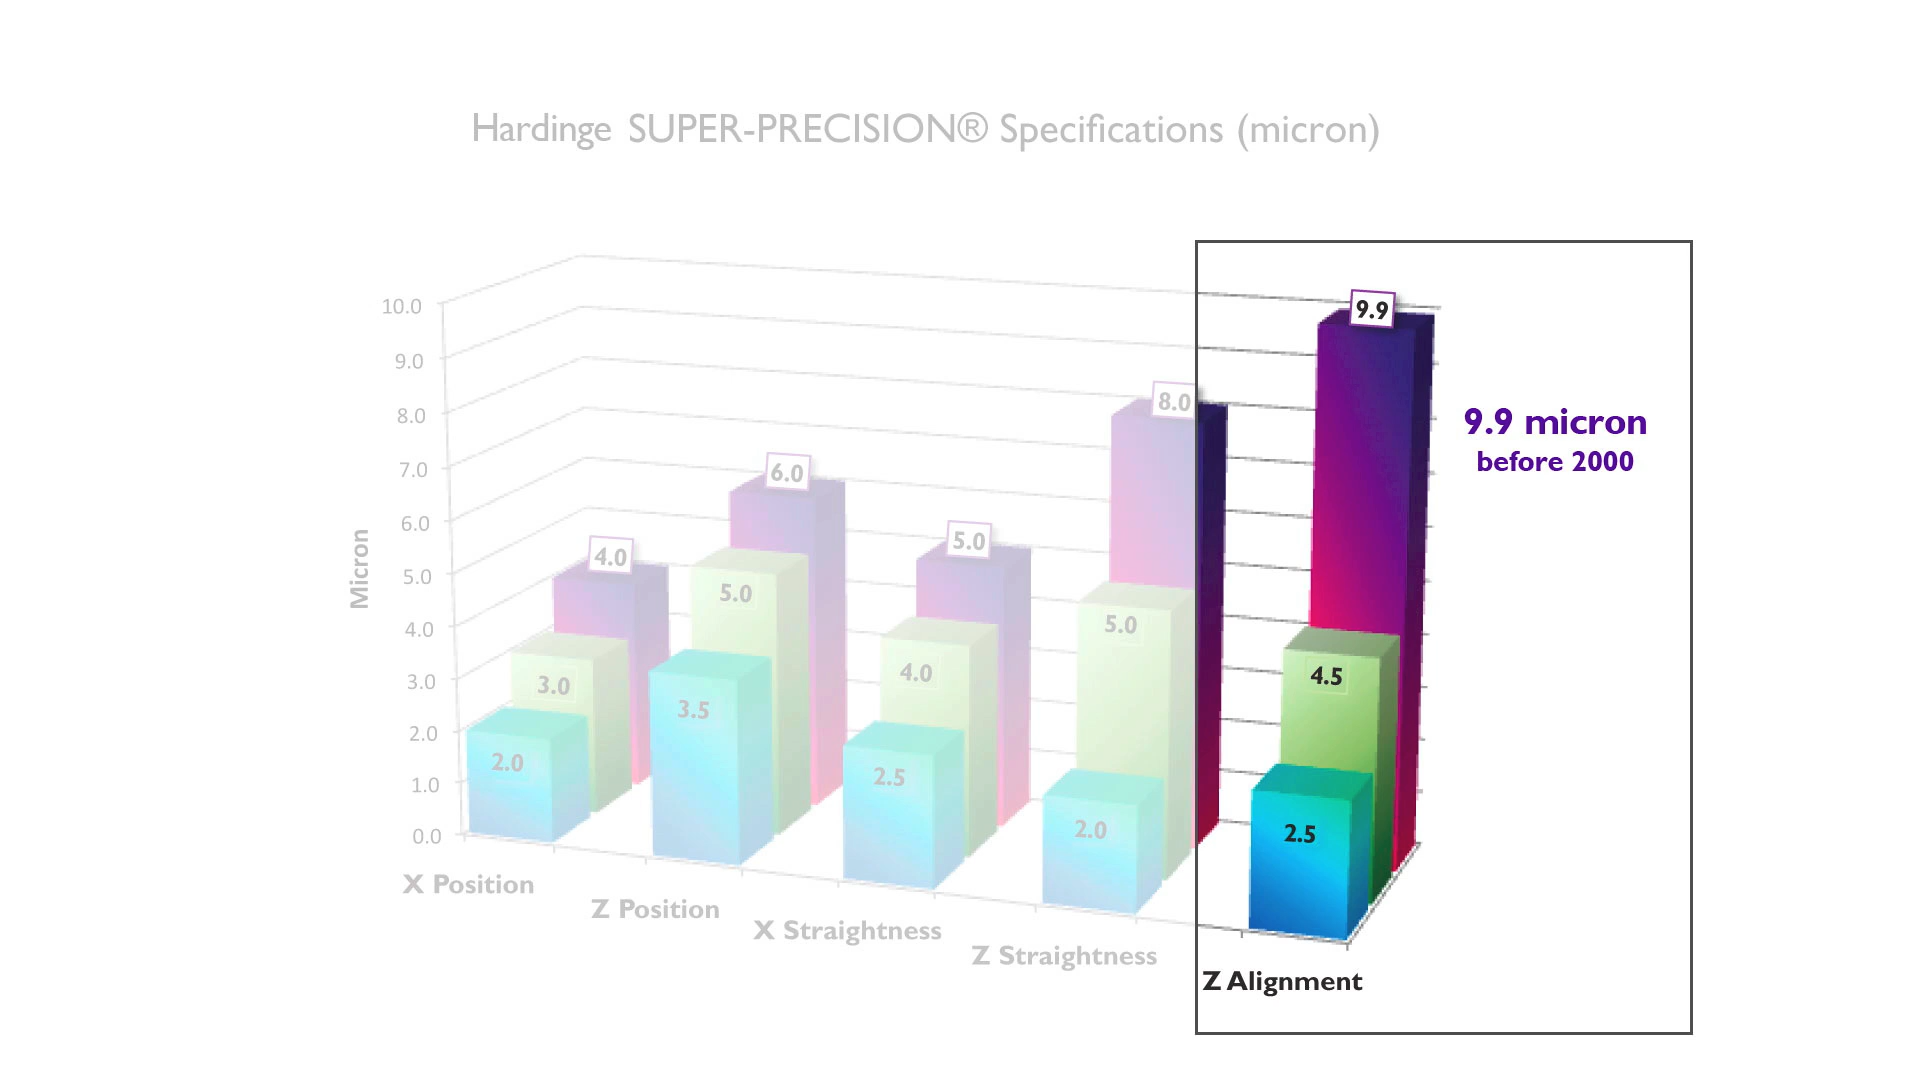 Hardinge SUPER-PRECISION® Specifications (micron)
10.0
9.0
8.0
7.0
6.0
5.0
4.0
3.0
2.0
1.0
0.0
Micron
4.0
3.0
2.0
6.0
5.0
3.5
5.0
4.0
2.5
8.0
5.0
2.0
9.9
4.5
2.5
9.9 micron
before 2000
X Position
Z Position
X Straightness
Z Straightness
Z Alignment